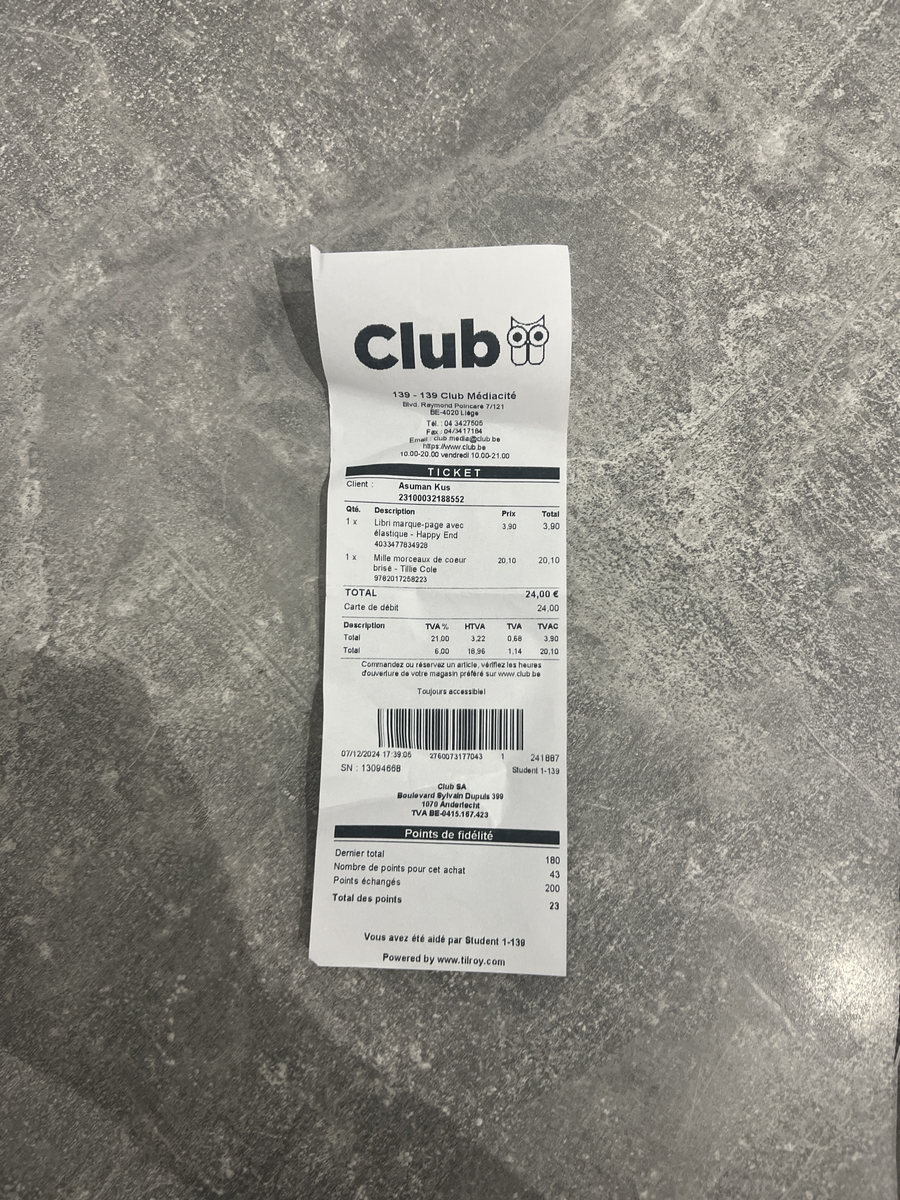 Club
139 - 139 Club Médiacité
Blvd. Raymond Poincaré 7/121
BE-4020 Liège
Tél. : 04 3427605
Fax : 04/3417184
Email : club.media@club.be
https://www.club.be
10.00-20.00 vendredi 10.00-21.00
TICKET
Client : Asuman Kus
23100032188552
Qté. Description Prix Total
1 x Libri marque-page avec 3,90 3,90
élastique - Happy End
4033477834928
1 x Mille morceaux de coeur 20,10 20,10
brisé - Tillie Cole
9782017258223
TOTAL 24,00 €
Carte de débit 24,00
Description TVA % HTVA TVA TVAC
Total 21,00 3,22 0,68 3,90
Total 6,00 18,96 1,14 20,10
Commandez ou réservez un article, vérifiez les heures
d'ouverture de votre magasin préféré sur www.club.be
Toujours accessible!
07/12/2024 17:39:05 2760073177043 1 241887
SN : 13094668 Student 1-139
Club SA
Boulevard Sylvain Dupuis 399
1070 Anderlecht
TVA BE-0415.167.423
Points de fidélité
Dernier total 180
Nombre de points pour cet achat 43
Points échangés 200
Total des points 23
Vous avez été aidé par Student 1-139
Powered by www.tilroy.com